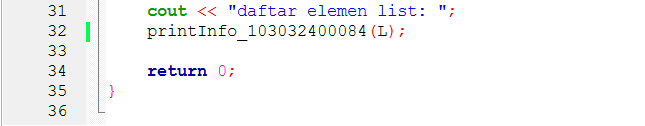 31 cout << "daftar elemen list: ";
32 printInfo_103032400084(L);
33
34 return 0;
35 }
36